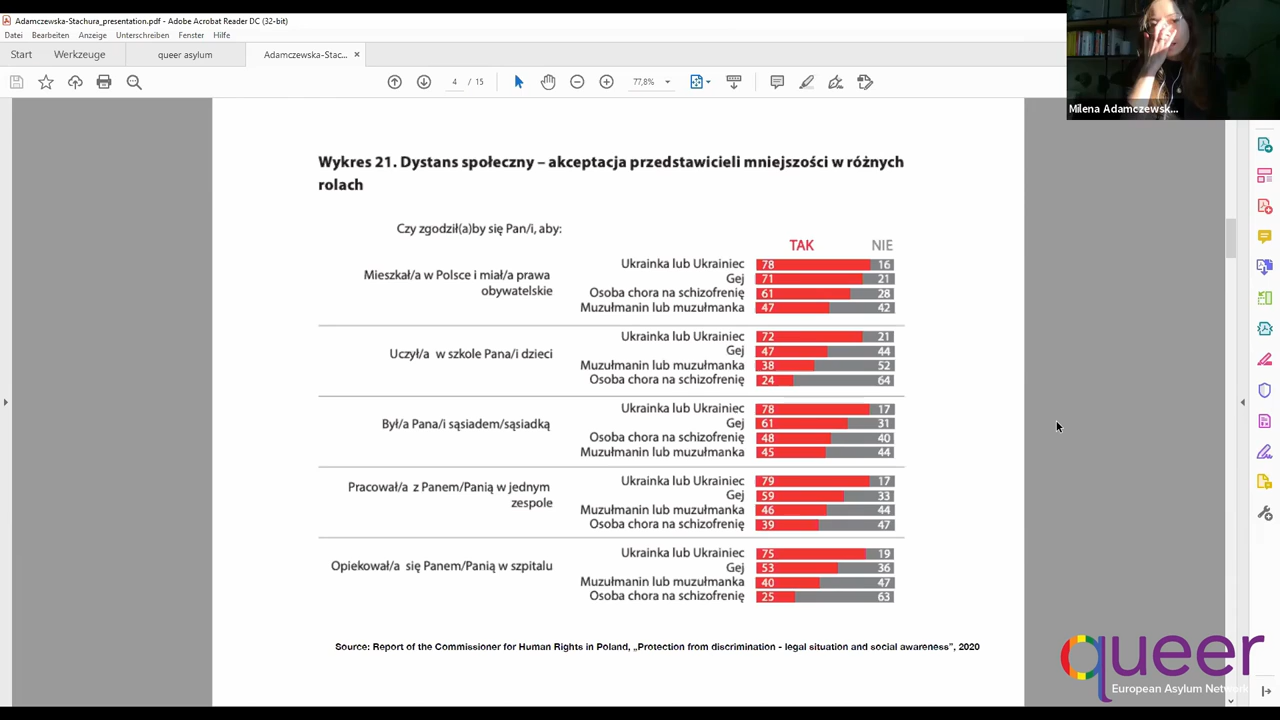 Adamczewska-Stachura_presentation.pdf - Adobe Acrobat Reader DC (32-bit)
Datei Bearbeiten Anzeige Unterschreiben Fenster Hilfe
Start Werkzeuge queer asylum Adamczewska-Stac... ×
4 / 15 77,8%
Milena Adamczewsk...
Wykres 21. Dystans społeczny – akceptacja przedstawicieli mniejszości w różnych
rolach
Czy zgodził(a)by się Pan/i, aby:
TAK NIE
Mieszkał/a w Polsce i miał/a prawa
obywatelskie
Ukrainka lub Ukrainiec 78 16
Gej 71 21
Osoba chora na schizofrenię 61 28
Muzułmanin lub muzułmanka 47 42
Uczył/a w szkole Pana/i dzieci
Ukrainka lub Ukrainiec 72 21
Gej 47 44
Muzułmanin lub muzułmanka 38 52
Osoba chora na schizofrenię 24 64
Był/a Pana/i sąsiadem/sąsiadką
Ukrainka lub Ukrainiec 78 17
Gej 61 31
Osoba chora na schizofrenię 48 40
Muzułmanin lub muzułmanka 45 44
Pracował/a z Panem/Panią w jednym
zespole
Ukrainka lub Ukrainiec 79 17
Gej 59 33
Muzułmanin lub muzułmanka 46 44
Osoba chora na schizofrenię 39 47
Opiekował/a się Panem/Panią w szpitalu
Ukrainka lub Ukrainiec 75 19
Gej 53 36
Muzułmanin lub muzułmanka 40 47
Osoba chora na schizofrenię 25 63
Source: Report of the Commissioner for Human Rights in Poland, „Protection from discrimination - legal situation and social awareness”, 2020
queer
European Asylum Network